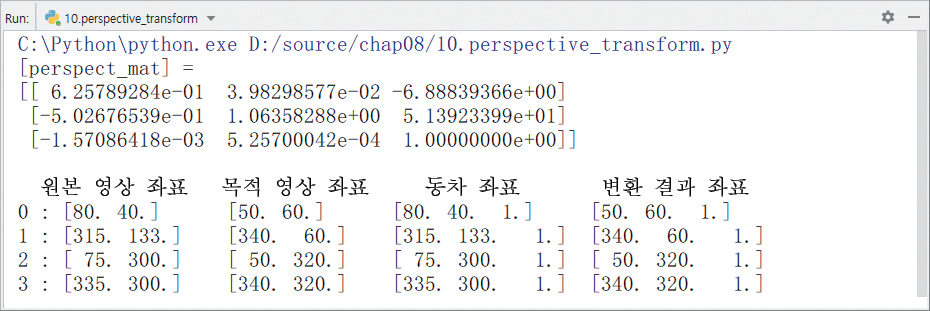 Run: 10.perspective_transform
C:\Python\python.exe D:/source/chap08/10.perspective_transform.py
[perspect_mat] =
[[ 6.25789284e-01 3.98298577e-02 -6.88839366e+00]
[-5.02676539e-01 1.06358288e+00 5.13923399e+01]
[-1.57086418e-03 5.25700042e-04 1.00000000e+00]]
원본 영상 좌표 목적 영상 좌표 동차 좌표 변환 결과 좌표
0 : [80. 40.] [50. 60.] [80. 40. 1.] [50. 60. 1.]
1 : [315. 133.] [340. 60.] [315. 133. 1.] [340. 60. 1.]
2 : [ 75. 300.] [ 50. 320.] [ 75. 300. 1.] [ 50. 320. 1.]
3 : [335. 300.] [340. 320.] [335. 300. 1.] [340. 320. 1.]